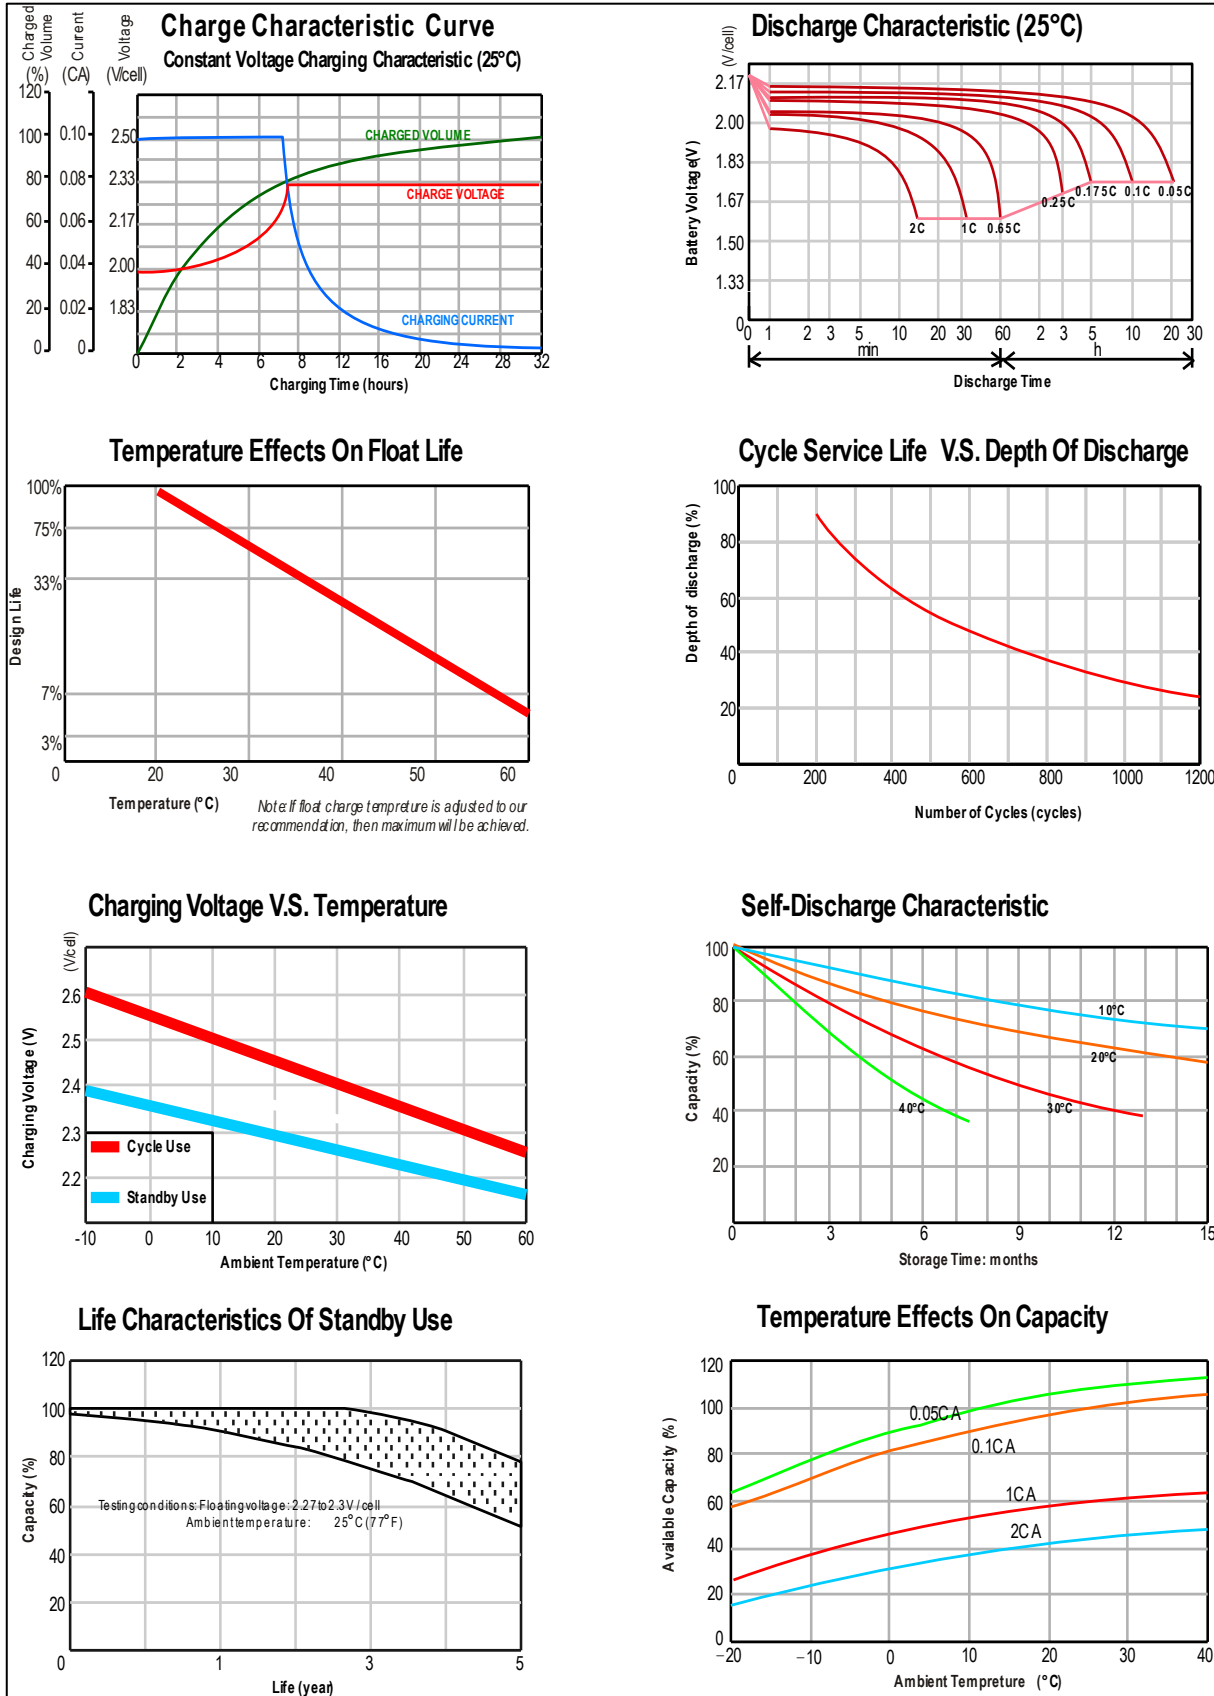 Charge Characteristic Curve
Constant Voltage Charging Characteristic (25°C)
Charged Volume
(%)
Current
(CA)
Voltage
(V/cell)
120
100
80
60
40
20
0
0.10
0.08
0.06
0.04
0.02
0
2.50
2.33
2.17
2.00
1.83
CHARGED VOLUME
CHARGE VOLTAGE
CHARGING CURRENT
0 2 4 6 8 12 16 20 24 28 32
Charging Time (hours)
Discharge Characteristic (25°C)
(V/cell)
Battery Voltage(V)
2.17
2.00
1.83
1.67
1.50
1.33
0
2C 1C 0.65C 0.25C 0.175C 0.1C 0.05C
0 1 2 3 5 10 20 30 60 2 3 5 10 20 30
min h
Discharge Time
Temperature Effects On Float Life
Design Life
100%
75%
33%
7%
3%
0 20 30 40 50 60
Temperature (°C)
Note: If float charge tempreture is adjusted to our
recommendation, then maximum will be achieved.
Cycle Service Life V.S. Depth Of Discharge
Depth of discharge (%)
100
80
60
40
20
0 200 400 600 800 1000 1200
Number of Cycles (cycles)
Charging Voltage V.S. Temperature
(V/cell)
Charging Voltage (V)
2.6
2.5
2.4
2.3
2.2
Cycle Use
Standby Use
-10 0 10 20 30 40 50 60
Ambient Temperature (°C)
Self-Discharge Characteristic
Capacity (%)
100
80
60
40
20
10°C
20°C
30°C
40°C
0 3 6 9 12 15
Storage Time: months
Life Characteristics Of Standby Use
Capacity (%)
120
100
80
60
40
20
Testing conditions: Floating voltage: 2.27 to 2.3V / cell
Ambient temperature: 25°C (77°F)
0 1 3 5
Life (year)
Temperature Effects On Capacity
Available Capacity (%)
120
100
80
60
40
20
0
0.05CA
0.1CA
1CA
2CA
−20 −10 0 10 20 30 40
Ambient Tempreture (°C)